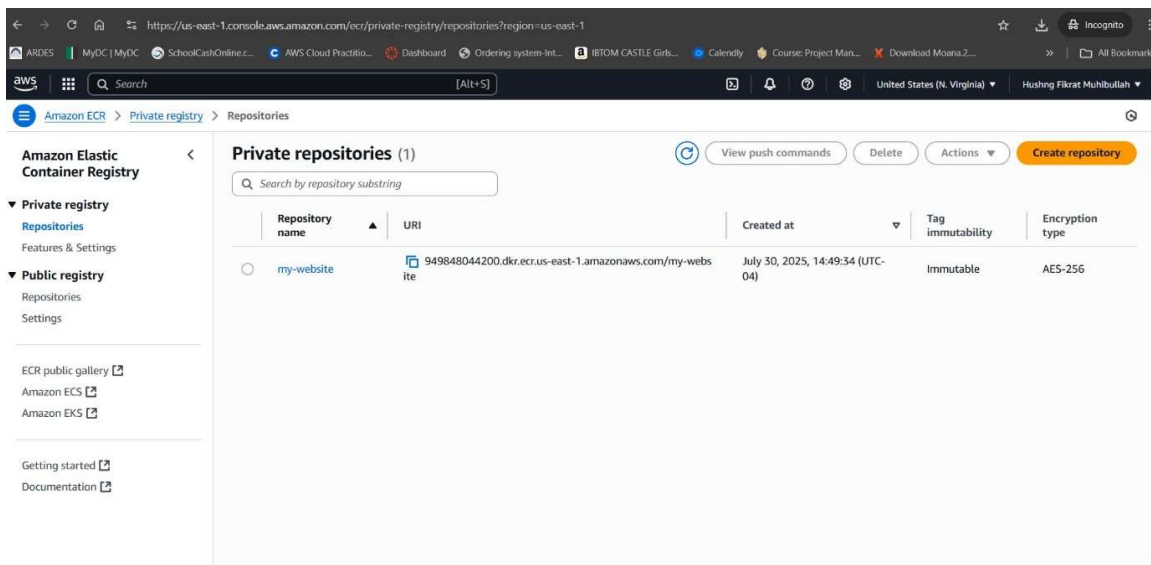 https://us-east-1.console.aws.amazon.com/ecr/private-registry/repositories?region=us-east-1
Incognito
ARDES
MyDC | MyDC
SchoolCashOnline.c...
AWS Cloud Practitio...
Dashboard
Ordering system-Int...
IBTOM CASTLE Girls...
Calendly
Course: Project Man...
Download Moana.2....
»
All Bookmark
aws
Search
[Alt+S]
United States (N. Virginia) ▼
Hushng Fikrat Muhibullah ▼
Amazon ECR > Private registry > Repositories
Amazon Elastic
Container Registry
Private registry
Repositories
Features & Settings
Public registry
Repositories
Settings
ECR public gallery
Amazon ECS
Amazon EKS
Getting started
Documentation
Private repositories (1)
View push commands
Delete
Actions ▼
Create repository
Search by repository substring
Repository
name
URI
Created at
Tag
immutability
Encryption
type
my-website
949848044200.dkr.ecr.us-east-1.amazonaws.com/my-webs
ite
July 30, 2025, 14:49:34 (UTC-
04)
Immutable
AES-256